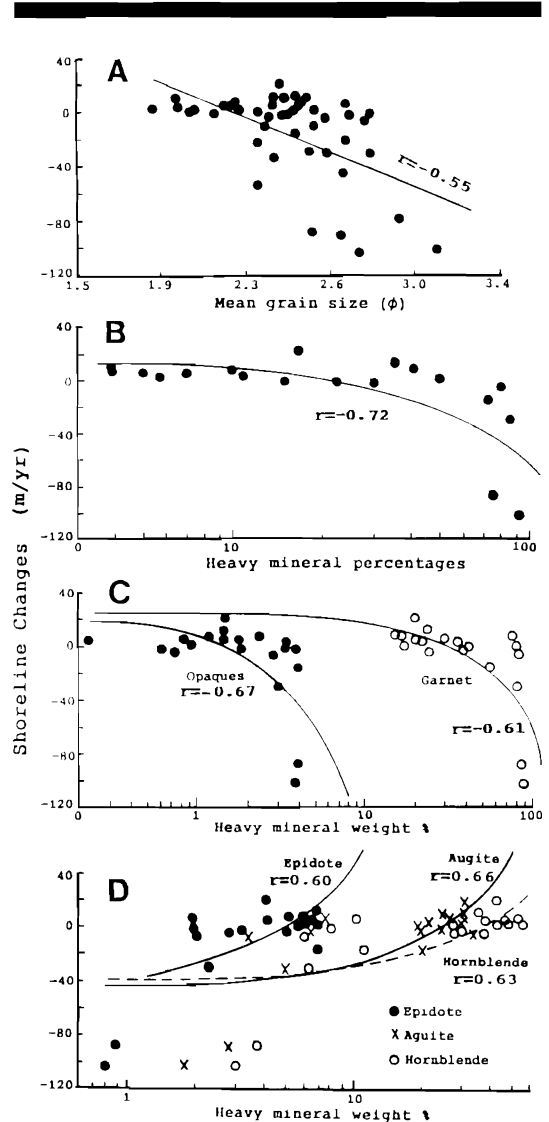 A
40
0
-40
-80
-120
r=-0.55
1.5 1.9 2.3 2.6 3.0 3.4
Mean grain size (ϕ)
B
40
0
-40
-80
-120
r=-0.72
0 10 100
Heavy mineral percentages
Shoreline Changes (m/yr)
C
40
0
-40
-80
-120
Opaques
r=-0.67
Garnet
r=-0.61
0 1 10 100
Heavy mineral weight %
D
40
0
-40
-80
-120
Epidote
r=0.60
Augite
r=0.66
Hornblende
r=0.63
● Epidote
X Aguite
○ Hornblende
1 10
Heavy mineral weight %